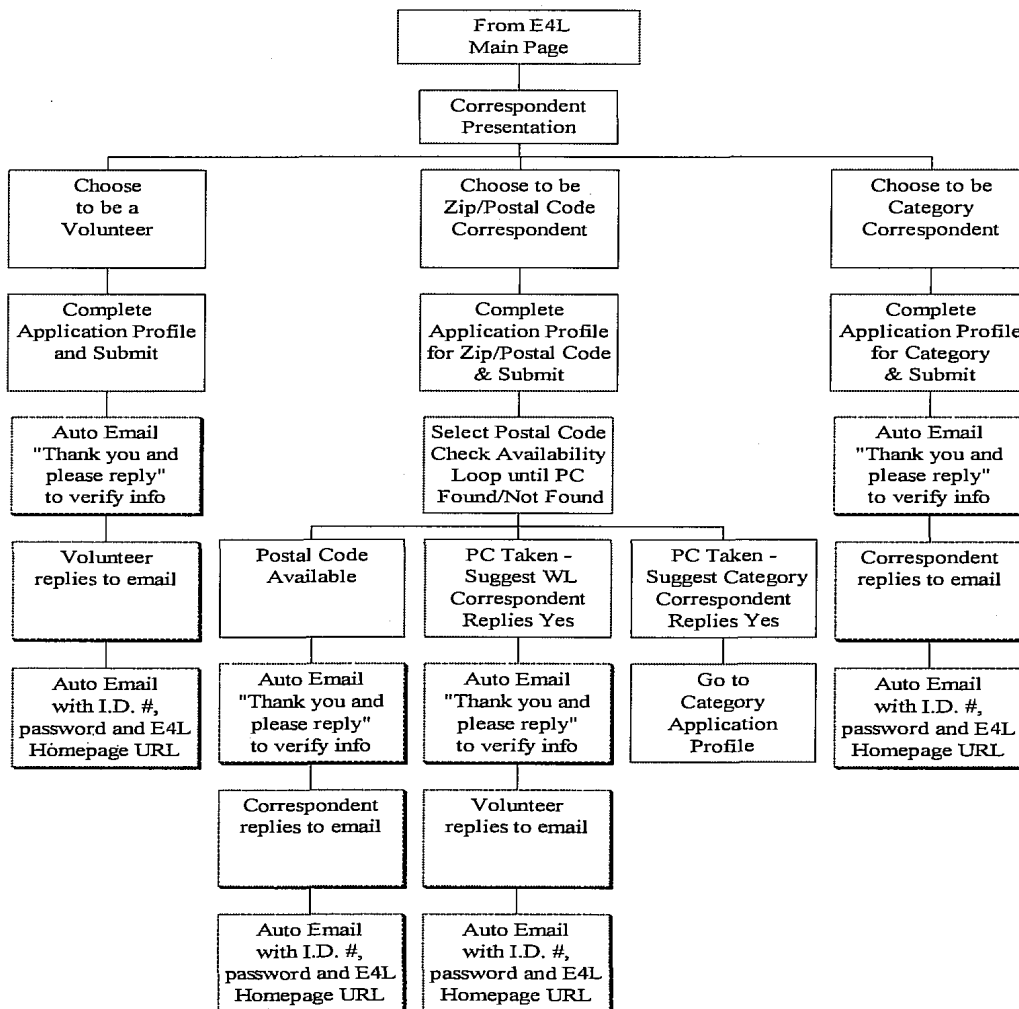 From E4L
Main Page
Correspondent
Presentation
Choose
to be a
Volunteer
Choose to be
Zip/Postal Code
Correspondent
Choose to be
Category
Correspondent
Complete
Application Profile
and Submit
Complete
Application Profile
for Zip/Postal Code
& Submit
Complete
Application Profile
for Category
& Submit
Auto Email
"Thank you and
please reply"
to verify info
Select Postal Code
Check Availability
Loop until PC
Found/Not Found
Auto Email
"Thank you and
please reply"
to verify info
Volunteer
replies to email
Postal Code
Available
PC Taken -
Suggest WL
Correspondent
Replies Yes
PC Taken -
Suggest Category
Correspondent
Replies Yes
Correspondent
replies to email
Auto Email
with I.D. #,
password and E4L
Homepage URL
Auto Email
"Thank you and
please reply"
to verify info
Auto Email
"Thank you and
please reply"
to verify info
Go to
Category
Application
Profile
Auto Email
with I.D. #,
password and E4L
Homepage URL
Correspondent
replies to email
Volunteer
replies to email
Auto Email
with I.D. #,
password and E4L
Homepage URL
Auto Email
with I.D. #,
password and E4L
Homepage URL